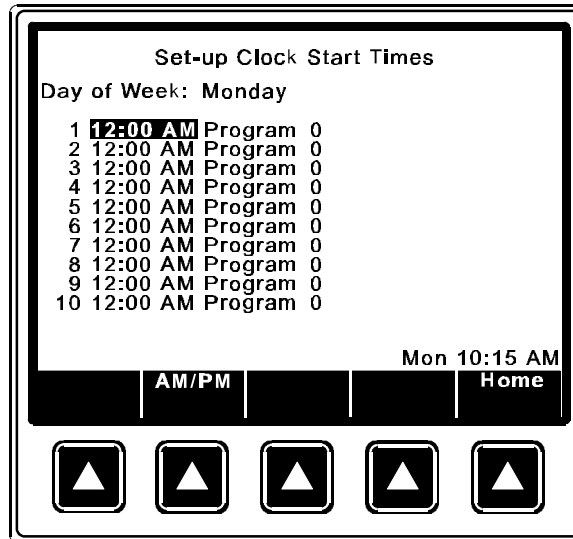 Set-up Clock Start Times
Day of Week: Monday
1 12:00 AM Program 0
2 12:00 AM Program 0
3 12:00 AM Program 0
4 12:00 AM Program 0
5 12:00 AM Program 0
6 12:00 AM Program 0
7 12:00 AM Program 0
8 12:00 AM Program 0
9 12:00 AM Program 0
10 12:00 AM Program 0
Mon 10:15 AM
AM/PM Home